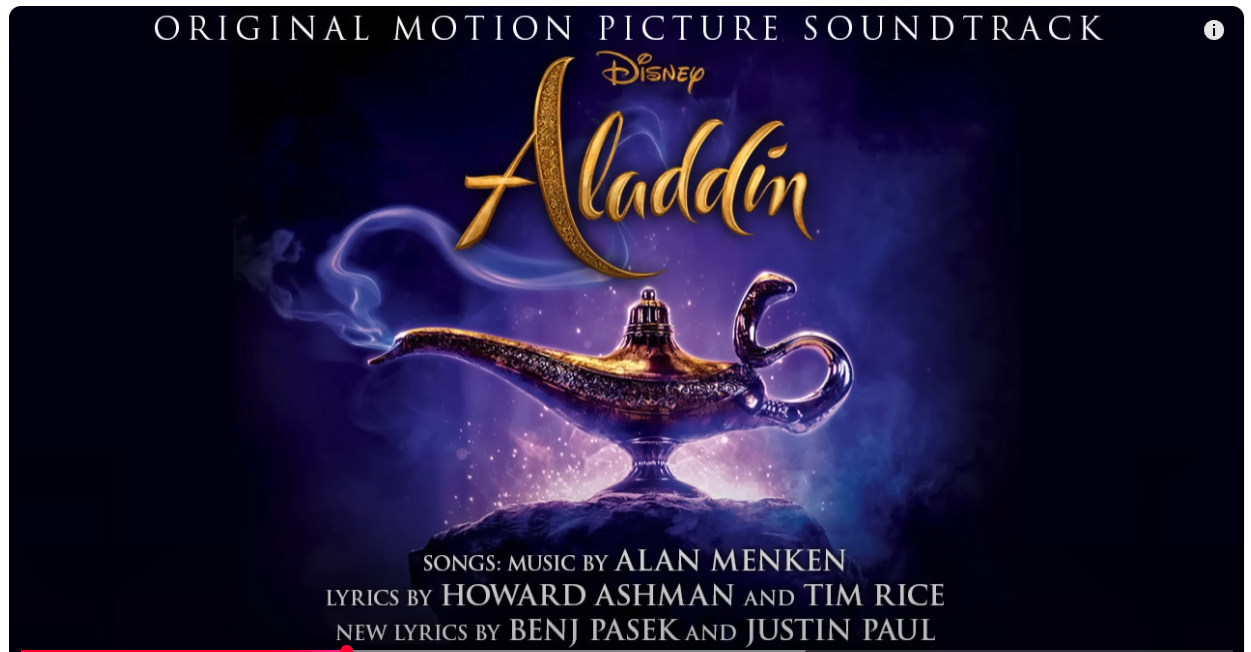 ORIGINAL MOTION PICTURE SOUNDTRACK
DISNEY
Aladdin
SONGS: MUSIC BY ALAN MENKEN
LYRICS BY HOWARD ASHMAN AND TIM RICE
NEW LYRICS BY BENJ PASEK AND JUSTIN PAUL